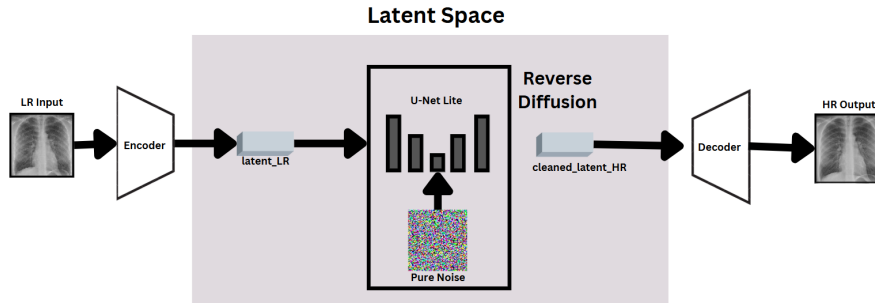 Latent Space
LR Input
Encoder
latent_LR
U-Net Lite
Pure Noise
Reverse
Diffusion
cleaned_latent_HR
Decoder
HR Output